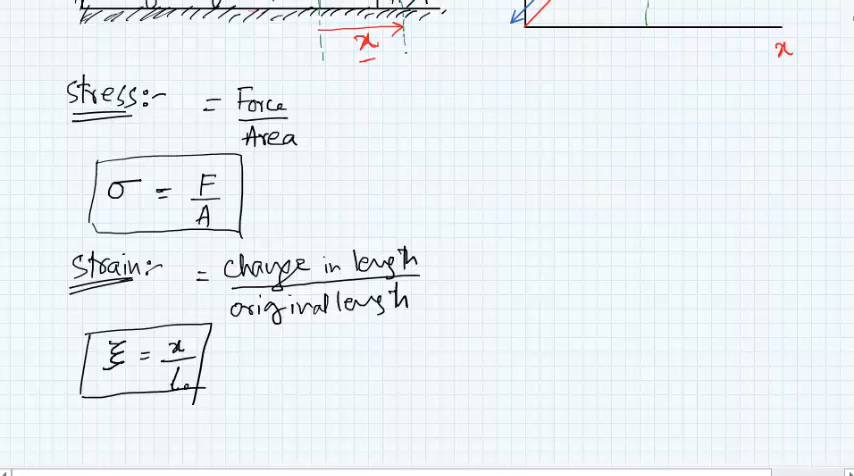 x
x
Stress:- = Force
Area
σ = F
A
Strain:- = change in length
original length
ξ = x
L₀